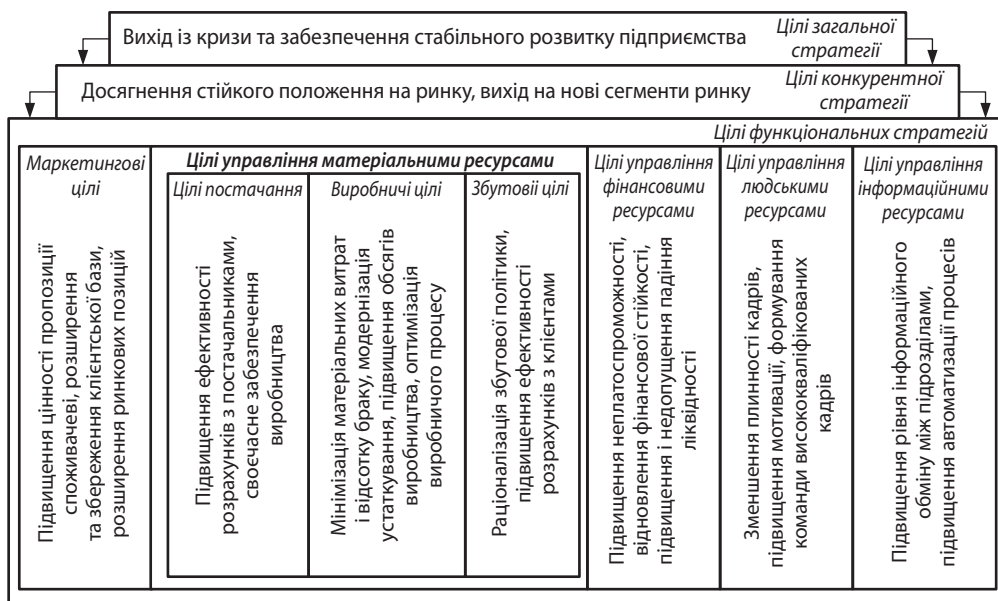 Вихід із кризи та забезпечення стабільного розвитку підприємства
Цілі загальної
стратегії
Досягнення стійкого положення на ринку, вихід на нові сегменти ринку
Цілі конкурентної
стратегії
Цілі функціональних стратегій
Маркетингові
цілі
Підвищення цінності пропозиції
споживачеві, розширення
та збереження клієнтської бази,
розширення ринкових позицій
Цілі управління матеріальними ресурсами
Цілі постачання
Підвищення ефективності
розрахунків з постачальниками,
своєчасне забезпечення
виробництва
Виробничі цілі
Мінімізація матеріальних витрат
і відсотку браку, модернізація
устаткування, підвищення обсягів
виробництва, оптимізація
виробничого процесу
Збутовіі цілі
Раціоналізація збутової політики,
підвищення ефективності
розрахунків з клієнтами
Цілі управління
фінансовими
ресурсами
Підвищення неплатоспроможності,
відновлення фінансової стійкості,
підвищення і недопущення падіння
ліквідності
Цілі управління
людськими
ресурсами
Зменшення плинності кадрів,
підвищення мотивації, формування
команди висококваліфікованих
кадрів
Цілі управління
інформаційними
ресурсами
Підвищення рівня інформаційного
обміну між підрозділами,
підвищення автоматизації процесів